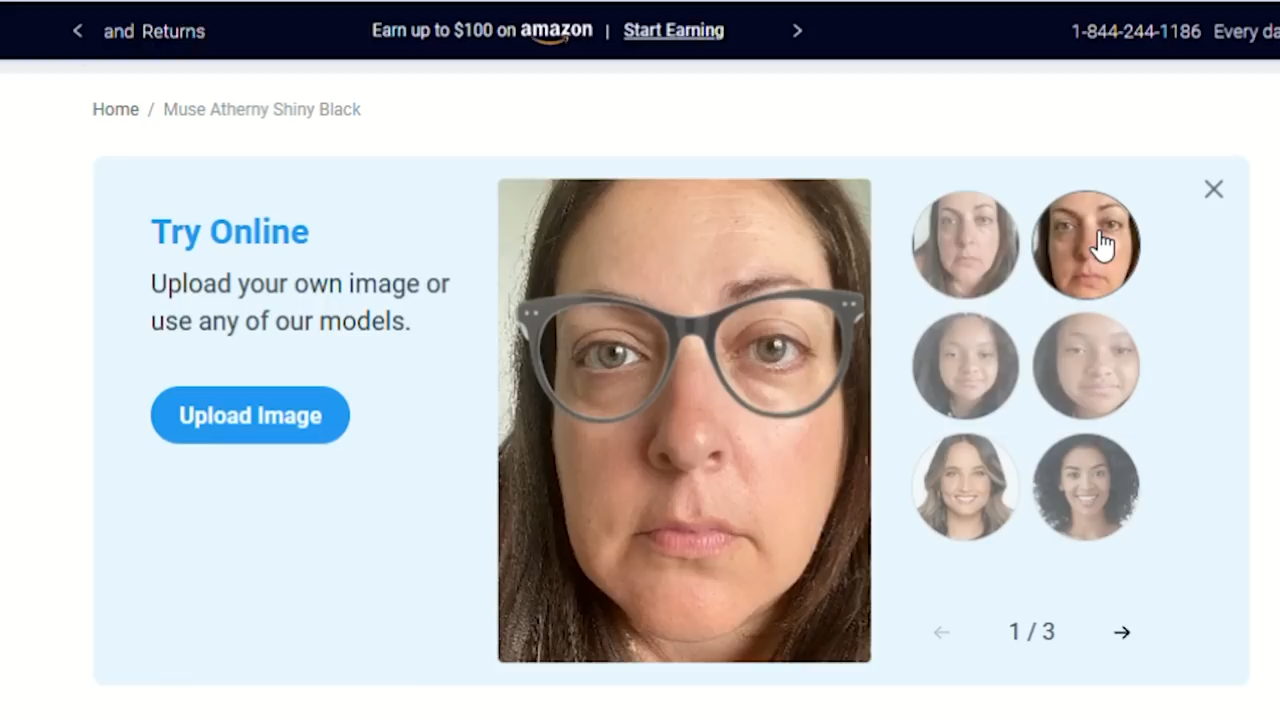 and Returns
Earn up to $100 on amazon | Start Earning
1-844-244-1186 Every da
Home / Muse Atherny Shiny Black
Try Online
Upload your own image or
use any of our models.
Upload Image
1 / 3